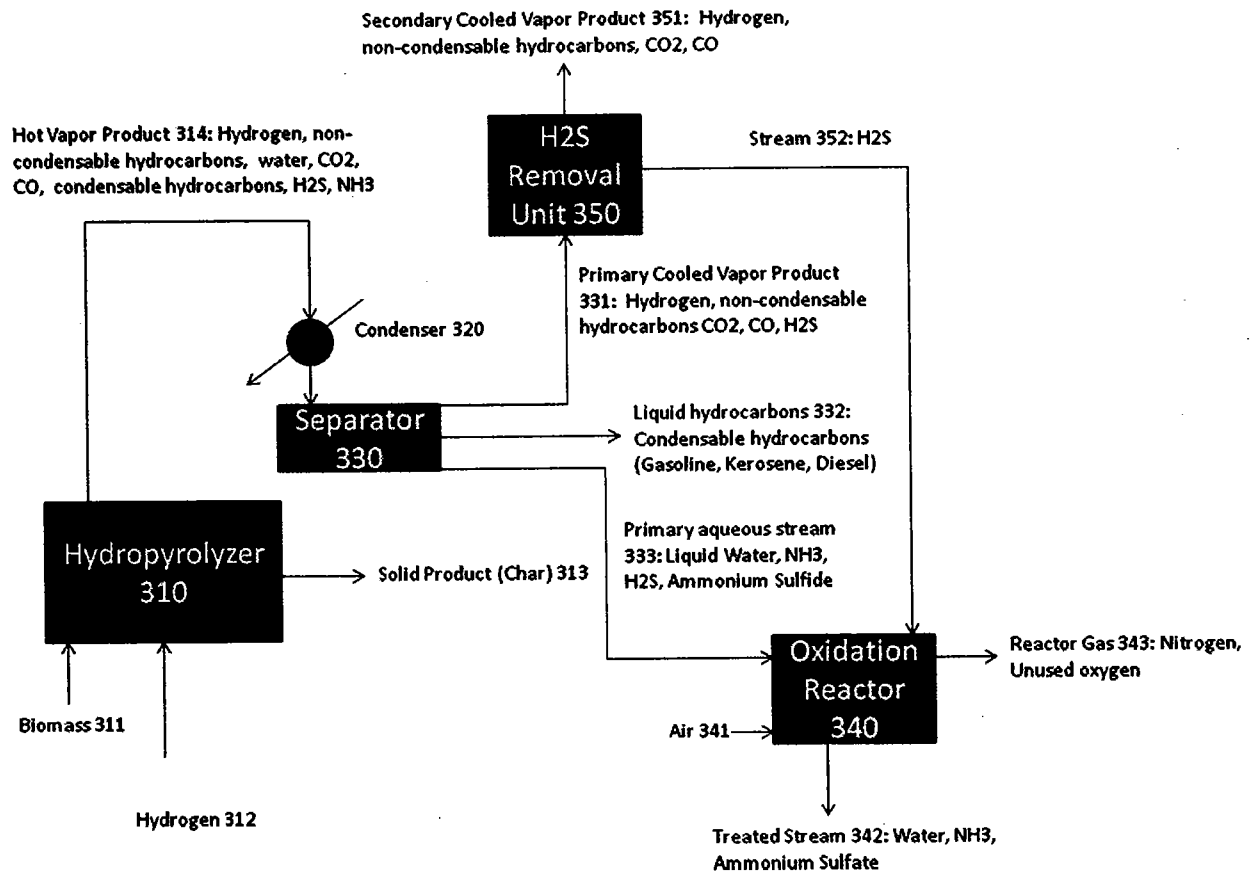 Secondary Cooled Vapor Product 351: Hydrogen,
non-condensable hydrocarbons, CO2, CO
Hot Vapor Product 314: Hydrogen, non-
condensable hydrocarbons, water, CO2,
CO, condensable hydrocarbons, H2S, NH3
H2S
Removal
Unit 350
Stream 352: H2S
Primary Cooled Vapor Product
331: Hydrogen, non-condensable
hydrocarbons CO2, CO, H2S
Condenser 320
Separator
330
Liquid hydrocarbons 332:
Condensable hydrocarbons
(Gasoline, Kerosene, Diesel)
Hydropyrolyzer
310
Solid Product (Char) 313
Primary aqueous stream
333: Liquid Water, NH3,
H2S, Ammonium Sulfide
Oxidation
Reactor
340
Reactor Gas 343: Nitrogen,
Unused oxygen
Biomass 311
Air 341
Hydrogen 312
Treated Stream 342: Water, NH3,
Ammonium Sulfate